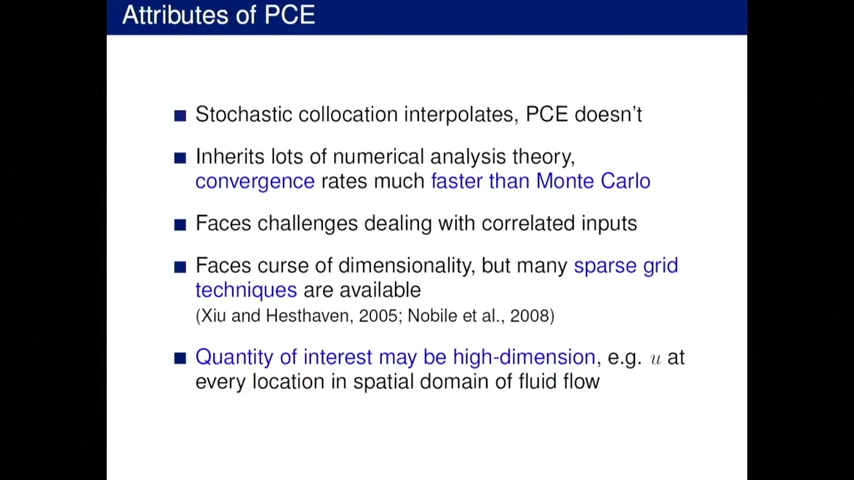 Attributes of PCE
Stochastic collocation interpolates, PCE doesn't
Inherits lots of numerical analysis theory,
convergence rates much faster than Monte Carlo
Faces challenges dealing with correlated inputs
Faces curse of dimensionality, but many sparse grid
techniques are available
(Xiu and Hesthaven, 2005; Nobile et al., 2008)
Quantity of interest may be high-dimension, e.g. u at
every location in spatial domain of fluid flow